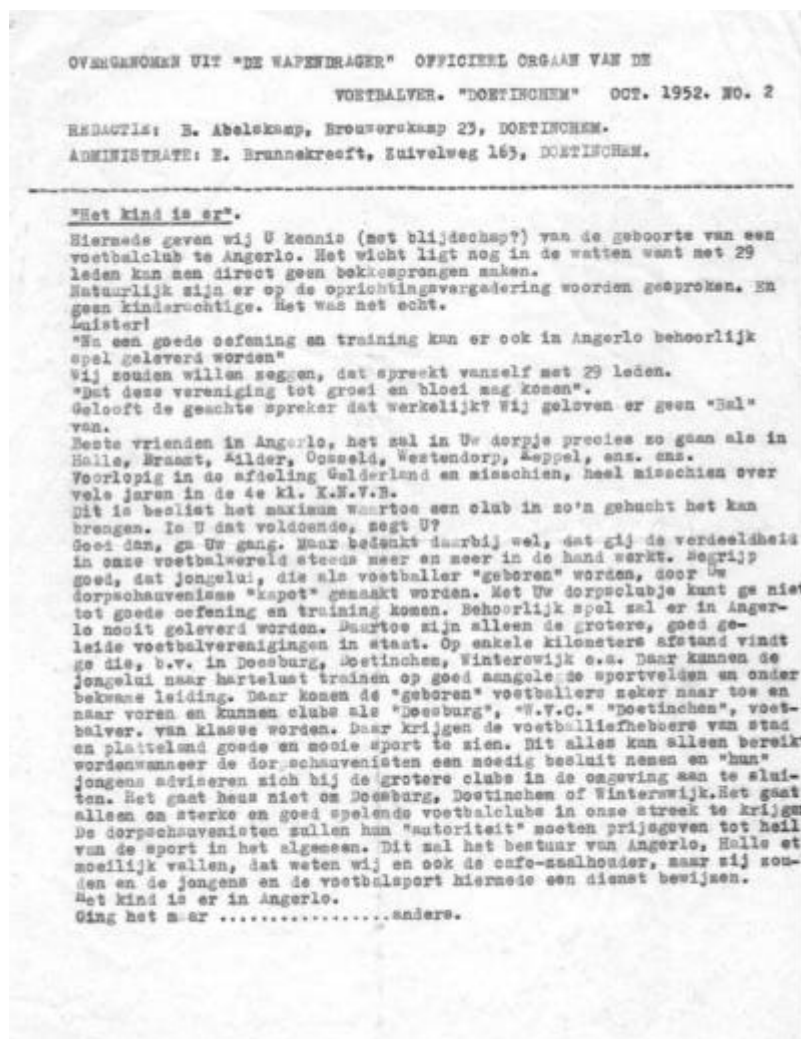 OVERGENOMEN UIT "DE WAPENDRAGER" OFFICIEEL ORGAAN VAN DE
VOETBALVER. "DOETINCHEM" OCT. 1952. NO. 2
REDACTIE: B. Abelskamp, Brouwerskamp 23, DOETINCHEM.
ADMINISTRATE: E. Brunnekreeft, Zuivelweg 163, DOETINCHEM.
"Het kind is er".
Hiermede geven wij U kennis (met blijdschap?) van de geboorte van een
voetbalclub te Angerlo. Het wicht ligt nog in de watten want met 29
leden kan men direct geen bokkesprongen maken.
Natuurlijk zijn er op de oprichtingsvergadering woorden gesproken. En
geen kinderachtige. Het was net echt.
Luister!
"Na een goede oefening en training kan er ook in Angerlo behoorlijk
spel geleverd worden"
Wij zouden willen zeggen, dat spreekt vanzelf met 29 leden.
"Dat deze vereniging tot groei en bloei mag komen".
Gelooft de geachte spreker dat werkelijk? Wij geloven er geen "Bal"
van.
Beste vrienden in Angerlo, het zal in Uw dorpje precies zo gaan als in
Halle, Braamt, Kilder, Oosseld, Westendorp, Keppel, enz. enz.
Voorlopig in de afdeling Gelderland en misschien, heel misschien over
vele jaren in de 4e kl. K.N.V.B.
Dit is beslist het maximum waartoe een club in zo'n gehucht het kan
brengen. Is U dat voldoende, zegt U?
Goed dan, ga Uw gang. Maar bedenkt daarbij wel, dat gij de verdeeldheid
in onze voetbalwereld steeds meer en meer in de hand werkt. Begrijp
goed, dat jongelui, die als voetballer "geboren" worden, door Uw
dorpschauvenisme "kapot" gemaakt worden. Met Uw dorpsclubje kunt ge niet
tot goede oefening en training komen. Behoorlijk spel zal er in Anger-
lo nooit geleverd worden. Daartoe zijn alleen de grotere, goed ge-
leide voetbalverenigingen in staat. Op enkele kilometers afstand vindt
ge die, b.v. in Doesburg, Doetinchem, Winterswijk e.a. Daar kunnen de
jongelui naar hartelust trainen op goed aangelegde sportvelden en onder
bekwame leiding. Daar komen de "geboren" voetballers zeker naar toe en
naar voren en kunnen clubs als "Doesburg", "W.V.C." "Doetinchem", voet-
balver. van klasse worden. Daar krijgen de voetballiefhebbers van stad
en platteland goede en mooie sport te zien. Dit alles kan alleen bereikt
wordenwanneer de dorpschauvenisten een moedig besluit nemen en "hun"
jongens adviseren zich bij de grotere clubs in de omgeving aan te slui-
ten. Het gaat heus niet om Doesburg, Doetinchem of Winterswijk.Het gaat
alleen om sterke en goed spelende voetbalclubs in onze streek te krijgen
De dorpschauvenisten zullen hun "autoriteit" moeten prijsgeven tot heil
van de sport in het algemeen. Dit zal het bestuur van Angerlo, Halle et
moeilijk vallen, dat weten wij en ook de cafe-zaalhouder, maar zij zou-
den en de jongens en de voetbalsport hiermede een dienst bewijzen.
Het kind is er in Angerlo.
Ging het maar .................anders.